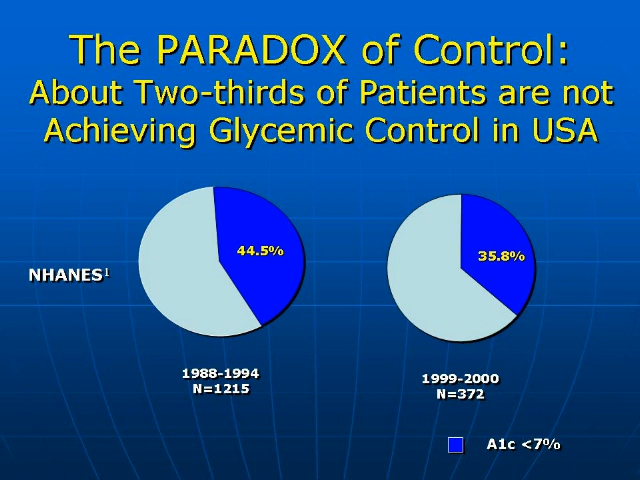 The PARADOX of Control:
About Two-thirds of Patients are not
Achieving Glycemic Control in USA
44.5%
35.8%
NHANES¹
1988-1994
N=1215
1999-2000
N=372
A1c <7%